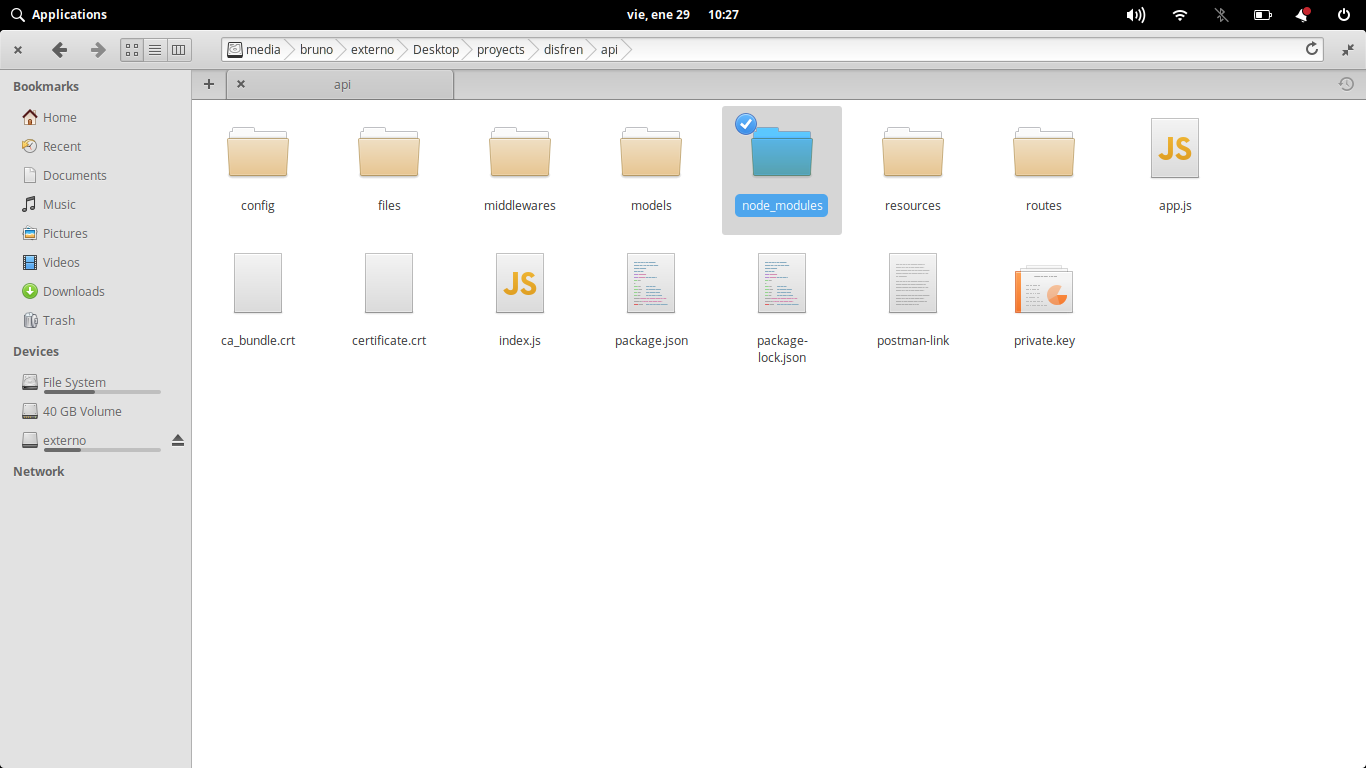 Applications
vie, ene 29 10:27
media bruno externo Desktop proyects disfren api
Bookmarks
Home
Recent
Documents
Music
Pictures
Videos
Downloads
Trash
Devices
File System
40 GB Volume
externo
Network
api
config files middlewares models node_modules resources routes app.js
JS
JS
ca_bundle.crt certificate.crt index.js package.json package-lock.json postman-link private.key